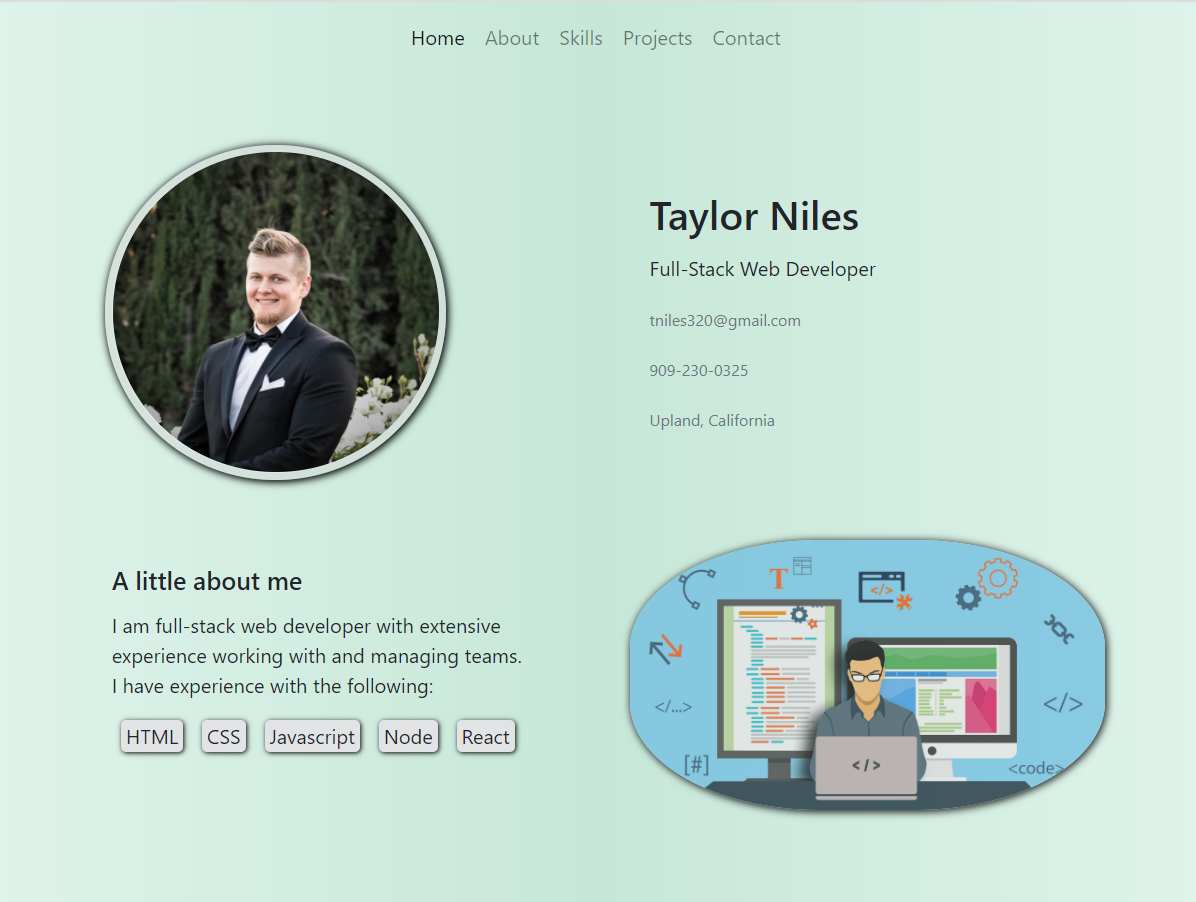 Home About Skills Projects Contact
Taylor Niles
Full-Stack Web Developer
tniles320@gmail.com
909-230-0325
Upland, California
A little about me
I am full-stack web developer with extensive
experience working with and managing teams.
I have experience with the following:
HTML CSS Javascript Node React
T
</>
</...>
</>
[#]
</>
<code>